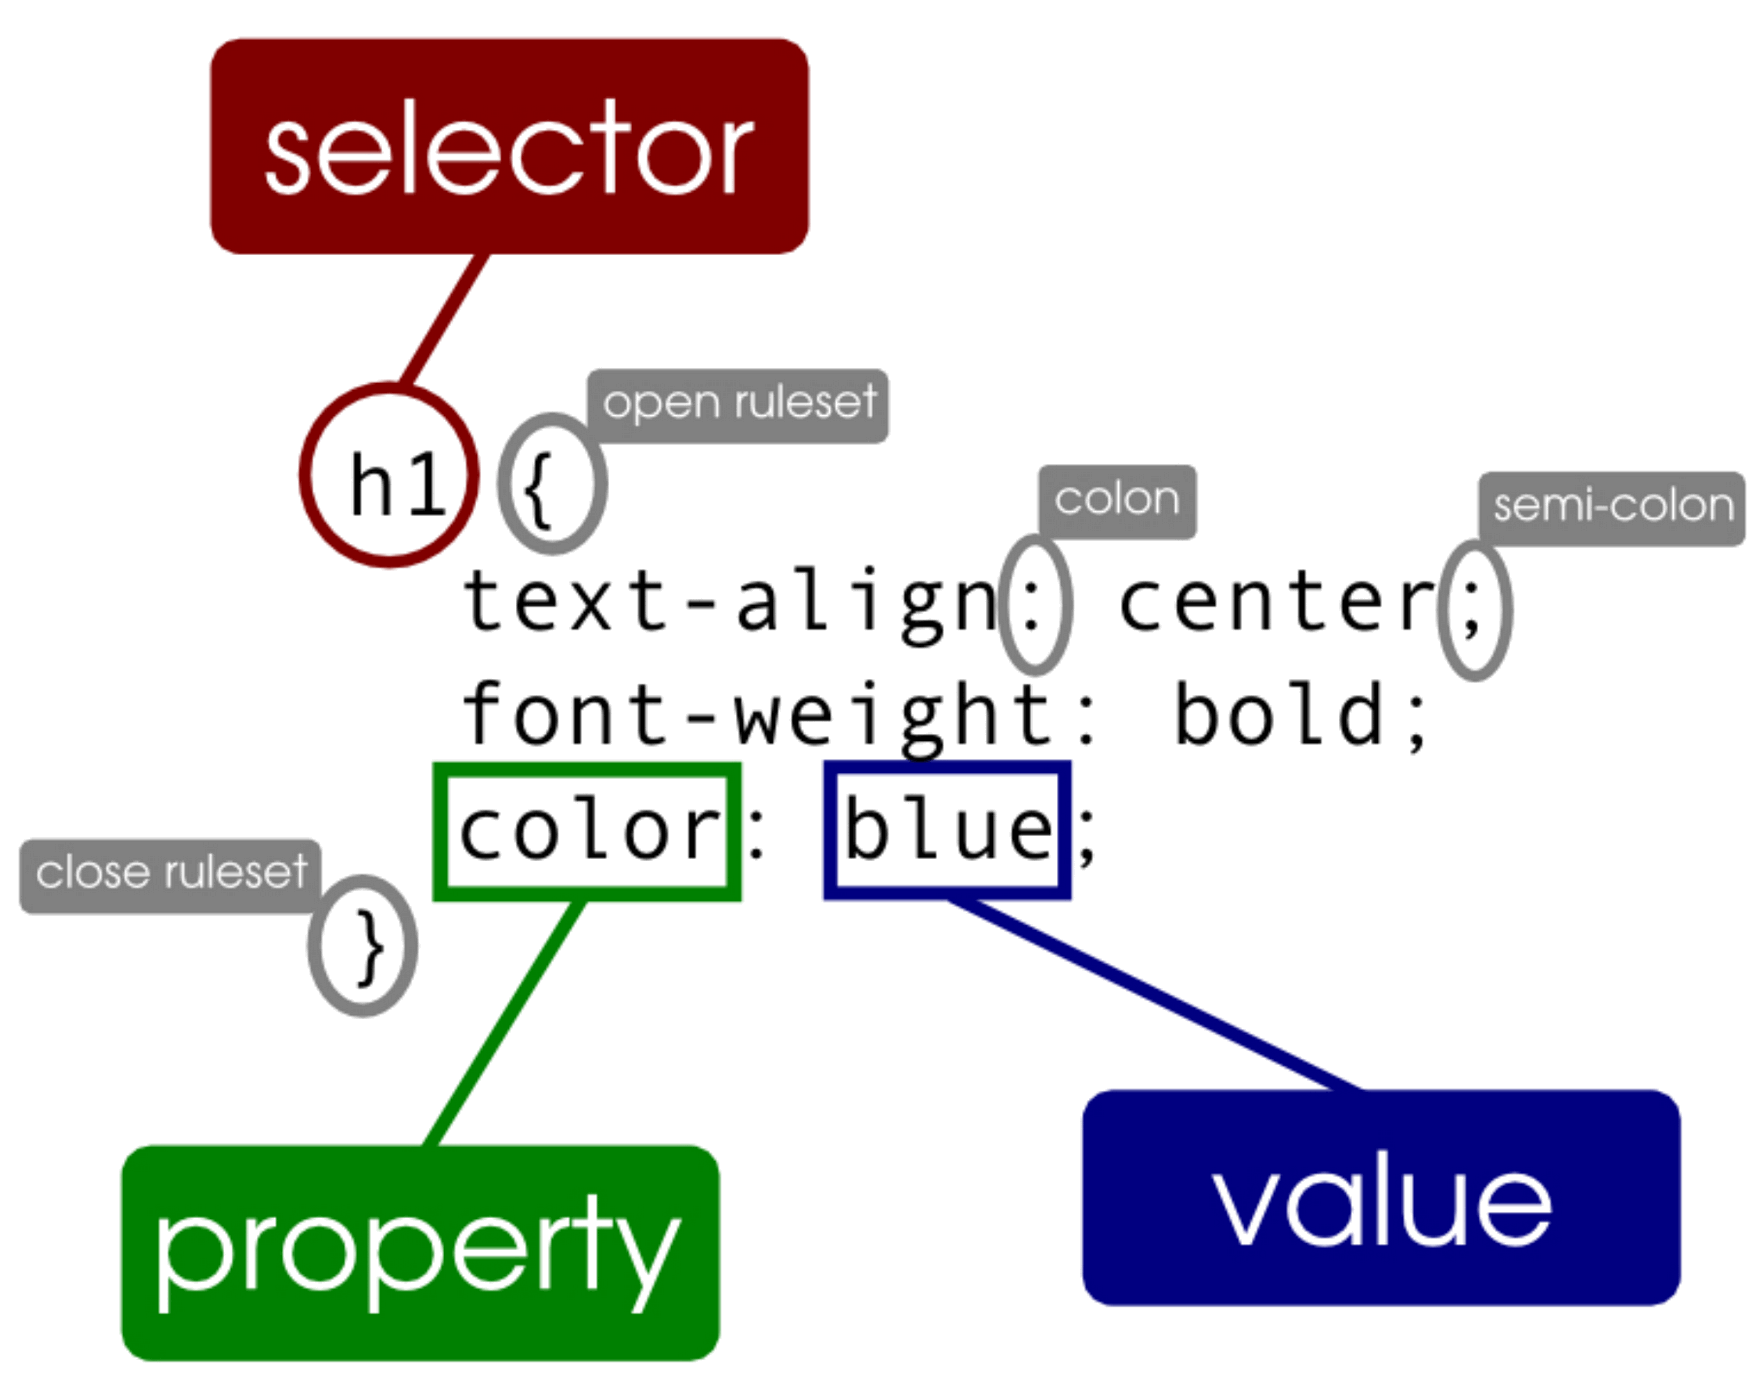 selector
open ruleset
h1 {
colon
semi-colon
text-align: center;
font-weight: bold;
color: blue;
close ruleset
}
property
value